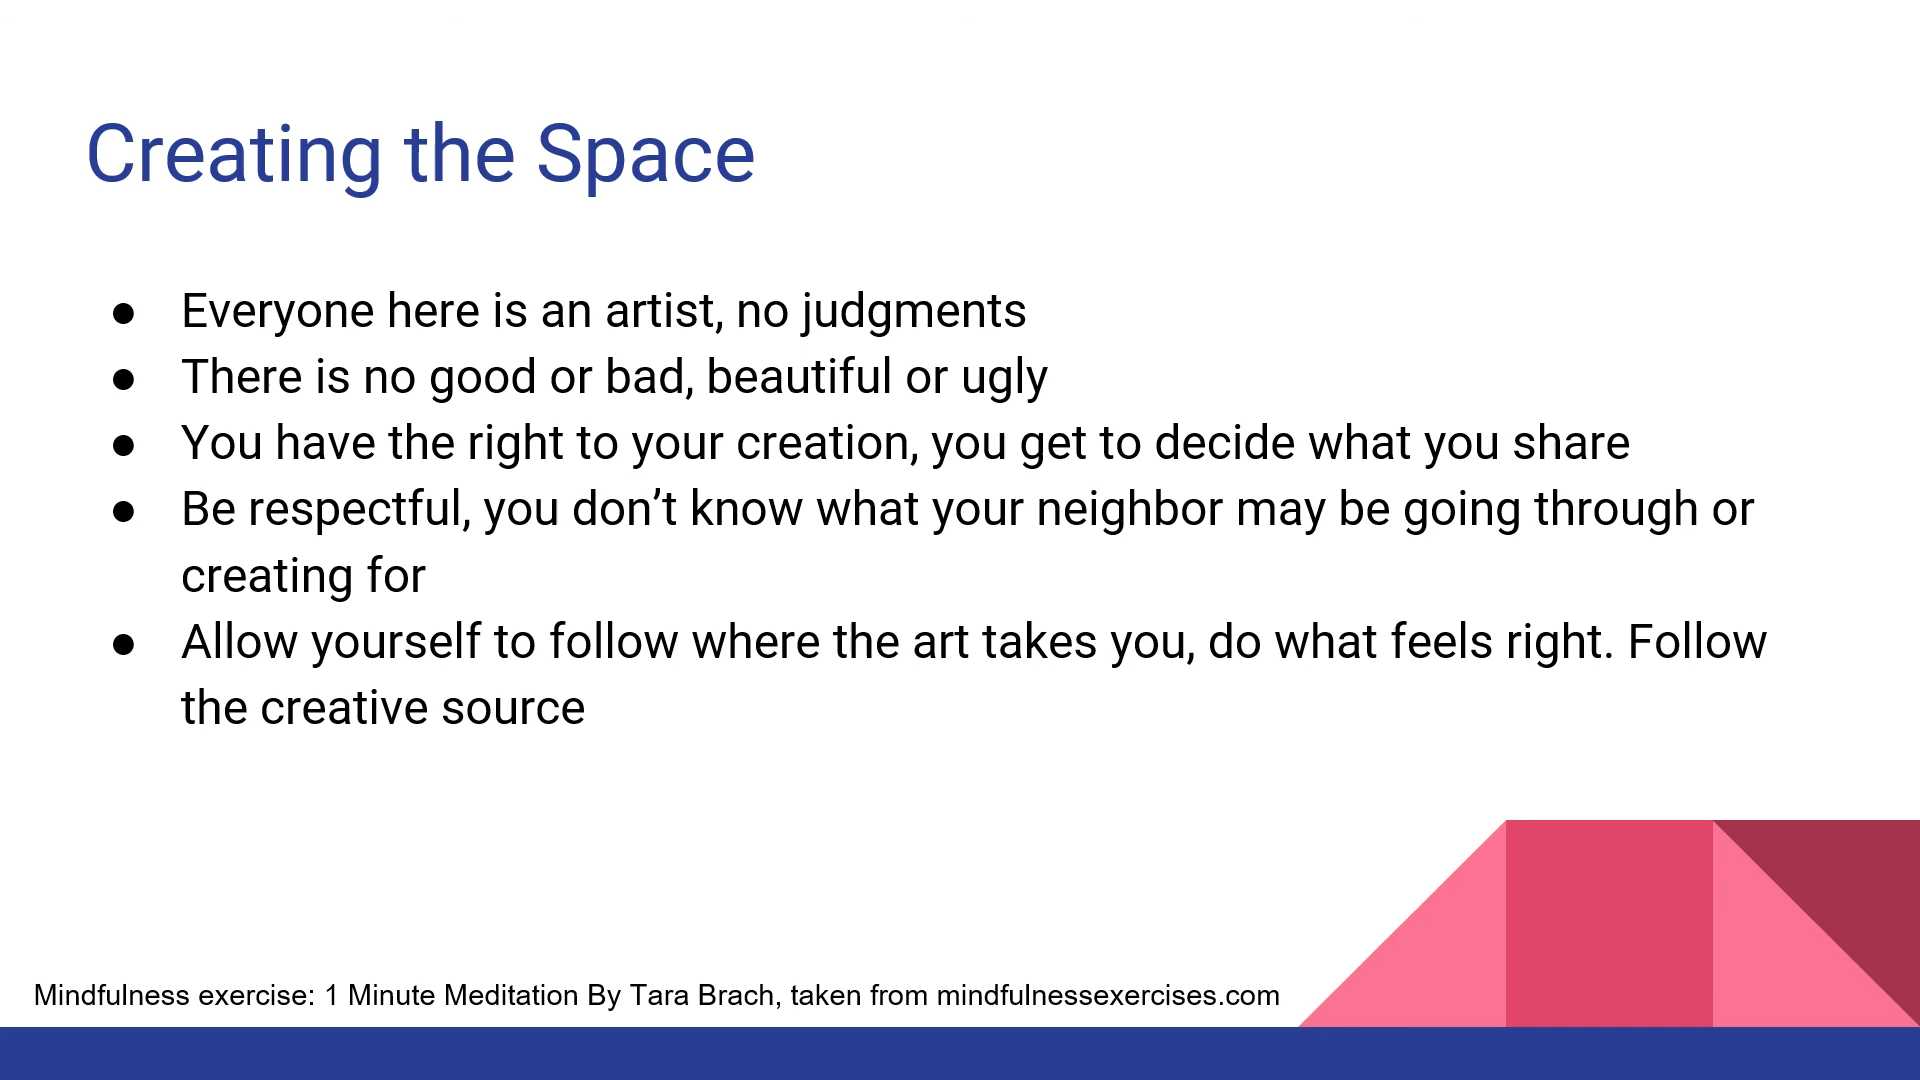 Creating the Space
● Everyone here is an artist, no judgments
● There is no good or bad, beautiful or ugly
● You have the right to your creation, you get to decide what you share
● Be respectful, you don’t know what your neighbor may be going through or
creating for
● Allow yourself to follow where the art takes you, do what feels right. Follow
the creative source
Mindfulness exercise: 1 Minute Meditation By Tara Brach, taken from mindfulnessexercises.com